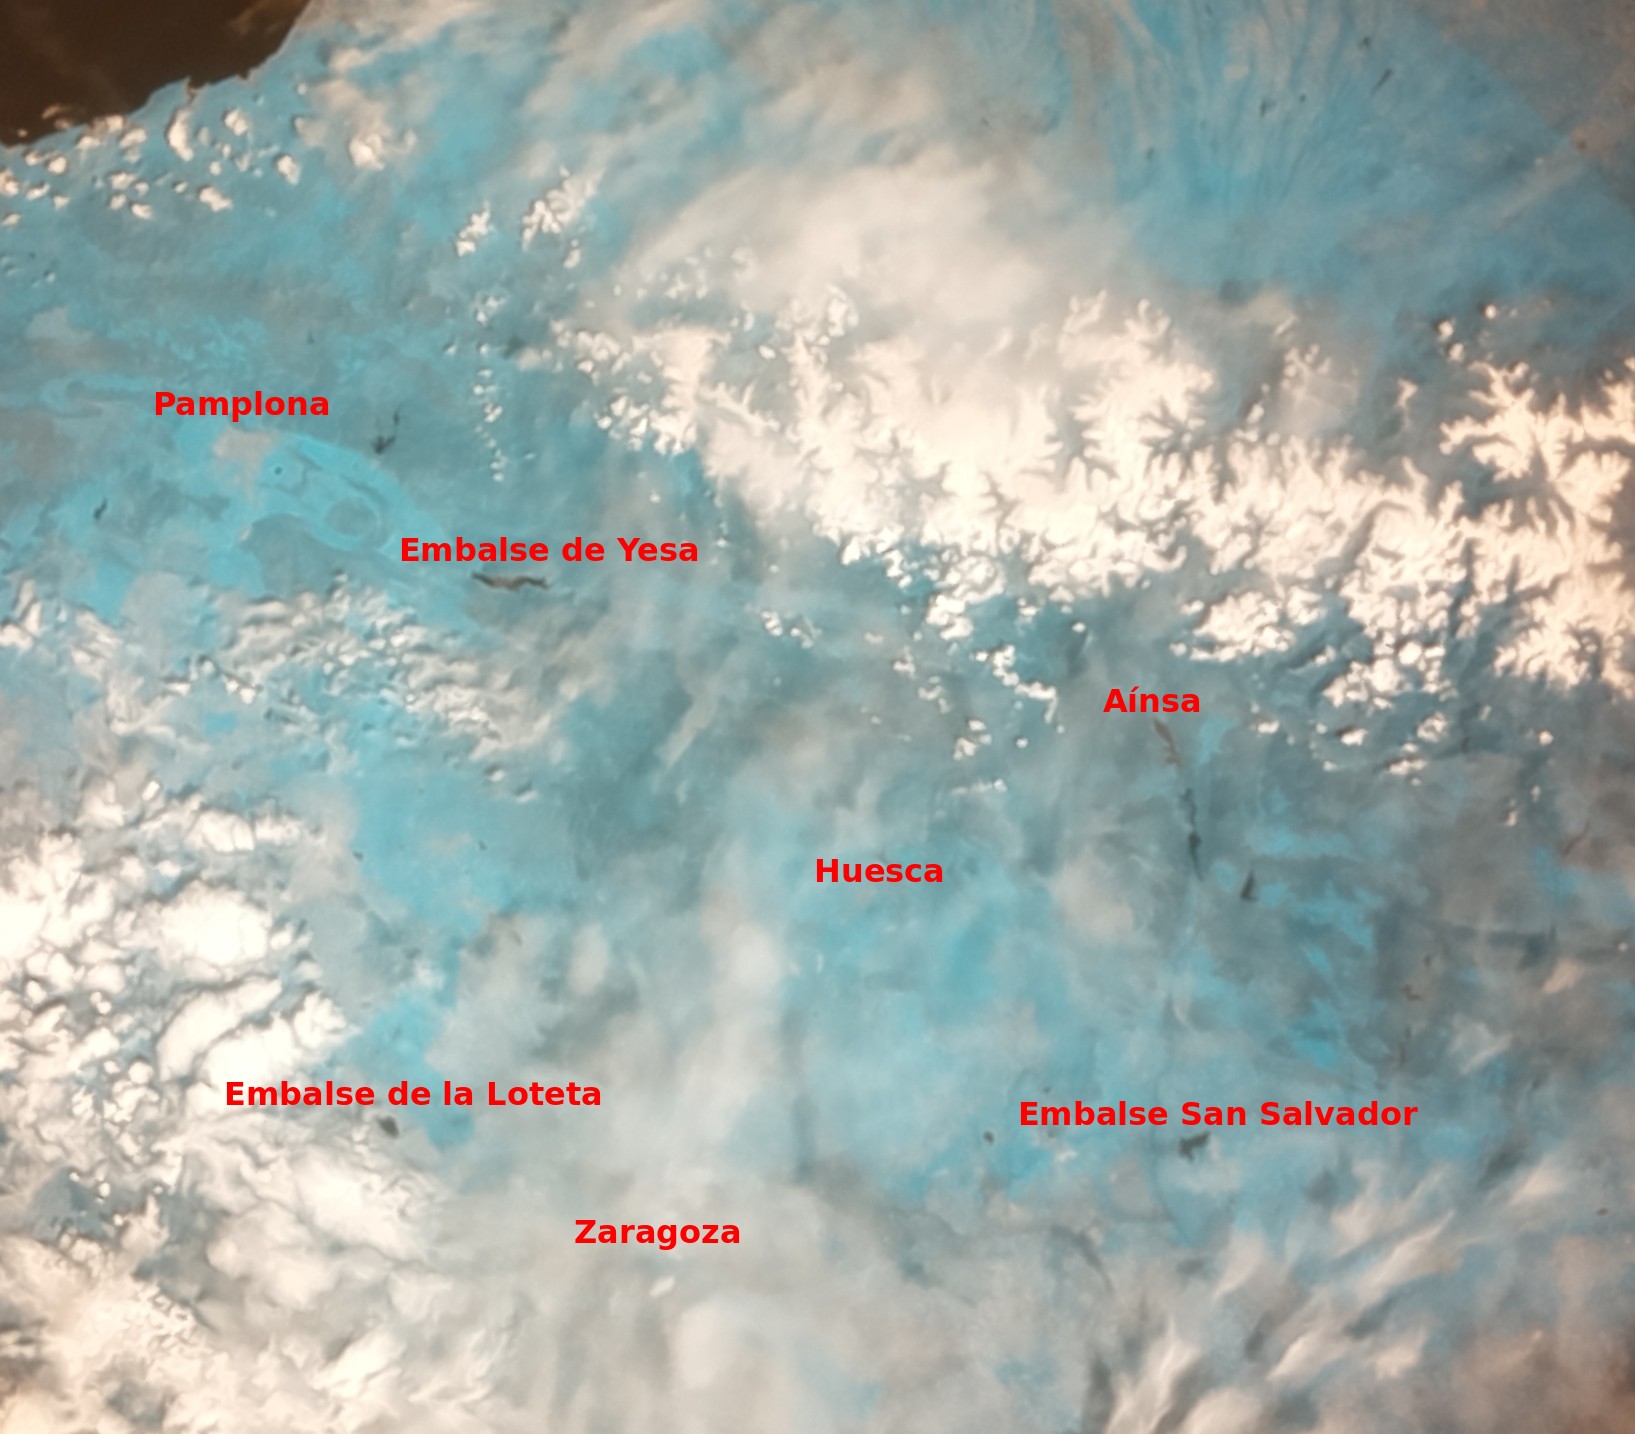 Pamplona
Embalse de Yesa
Aínsa
Huesca
Embalse de la Loteta
Embalse San Salvador
Zaragoza